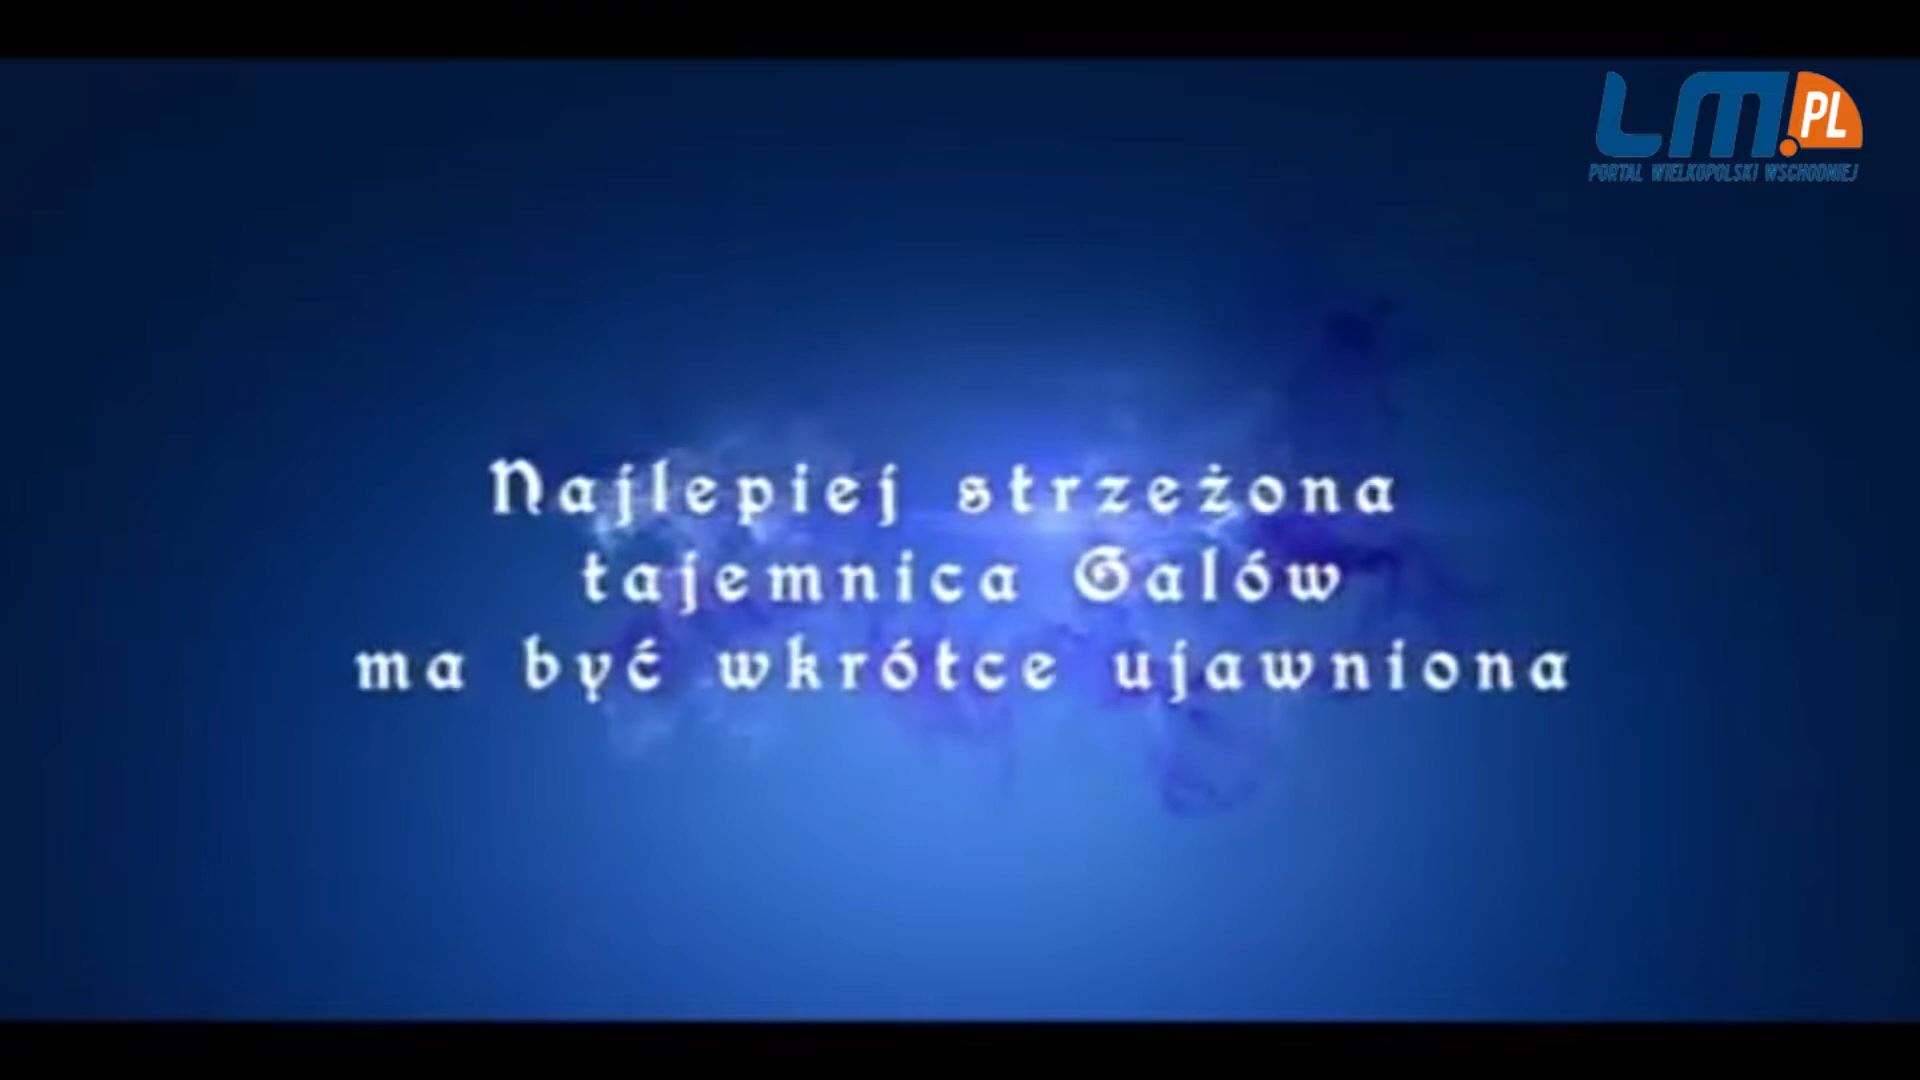 LM.PL
PORTAL WIELKOPOLSKI WSCHODNIEJ
Najlepiej strzeżona
tajemnica Galów
ma być wkrótce ujawniona